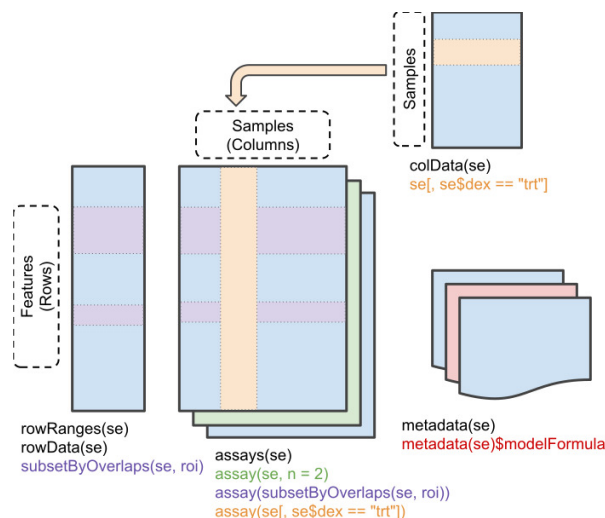 Samples
Samples
(Columns)
colData(se)
se[, se$dex == "trt"]
Features
(Rows)
rowRanges(se)
rowData(se)
subsetByOverlaps(se, roi)
assays(se)
assay(se, n = 2)
assay(subsetByOverlaps(se, roi))
assay(se[, se$dex == "trt"])
metadata(se)
metadata(se)$modelFormula